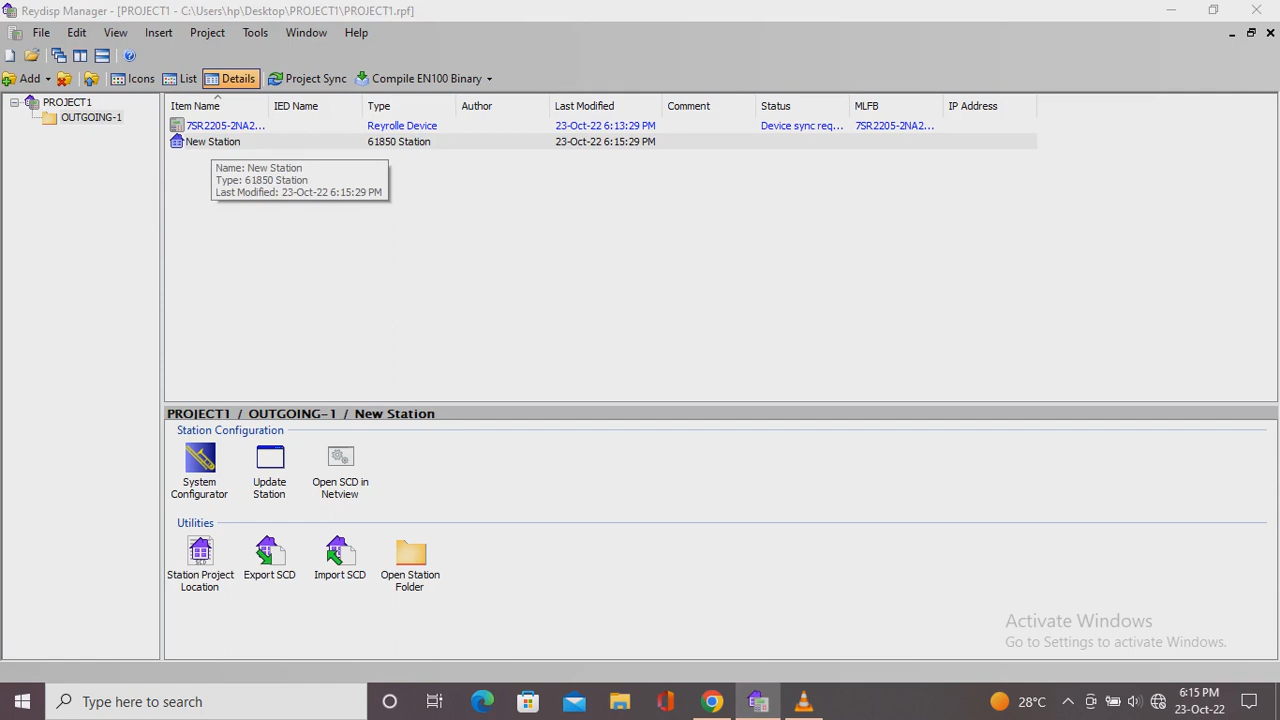 Reydisp Manager - [PROJECT1 - C:\Users\hp\Desktop\PROJECT1\PROJECT1.rpf]
File Edit View Insert Project Tools Window Help
Add Icons List Details Project Sync Compile EN100 Binary
PROJECT1
OUTGOING-1
Item Name IED Name Type Author Last Modified Comment Status MLFB IP Address
7SR2205-2NA2... Reyrolle Device 23-Oct-22 6:13:29 PM Device sync req... 7SR2205-2NA2...
New Station 61850 Station 23-Oct-22 6:15:29 PM
Name: New Station
Type: 61850 Station
Last Modified: 23-Oct-22 6:15:29 PM
PROJECT1 / OUTGOING-1 / New Station
Station Configuration
System Configurator
Update Station
Open SCD in Netview
Utilities
SCD
Station Project Location
Export SCD
Import SCD
Open Station Folder
Activate Windows
Go to Settings to activate Windows.
Type here to search
28°C
6:15 PM
23-Oct-22